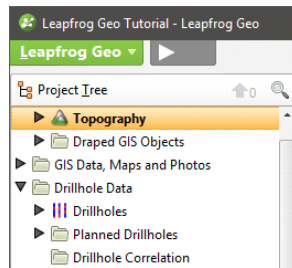 Leapfrog Geo Tutorial - Leapfrog Geo
Leapfrog Geo
Project Tree
0
Topography
Draped GIS Objects
GIS Data, Maps and Photos
Drillhole Data
Drillholes
Planned Drillholes
Drillhole Correlation